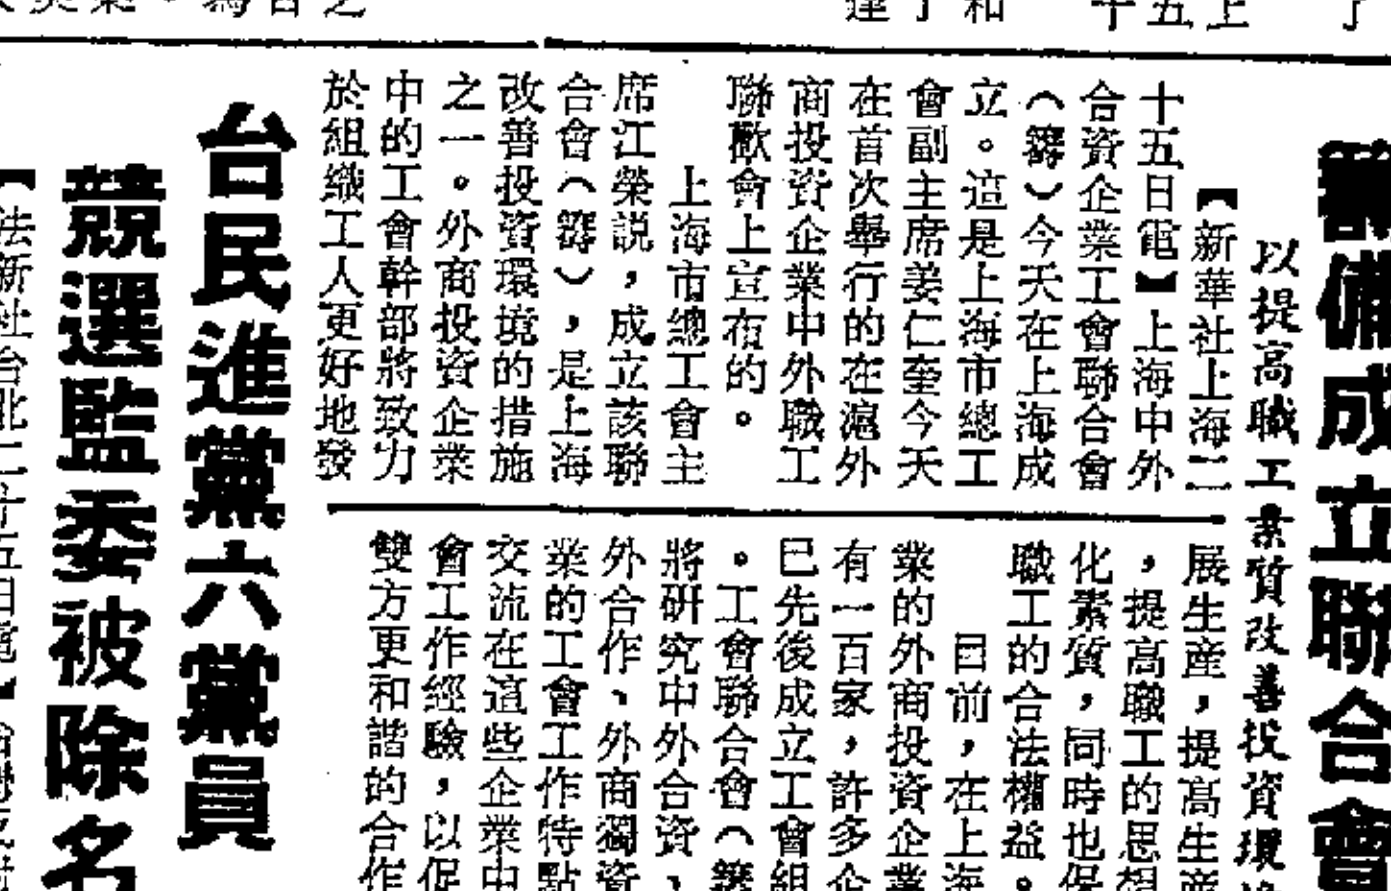 籌備成立聯合會
以提高職工素質改善投資環
【新華社上海二
十五日電】上海中外
合資企業工會聯合會
（籌）今天在上海成
立。這是上海市總工
會副主席姜仁奎今天
在首次舉行的在滬外
商投資企業中外職工
聯歡會上宣布的。
上海市總工會主
席江榮説，成立該聯
合會（籌），是上海
改善投資環境的措施
之一。外商投資企業
中的工會幹部將致力
於組織工人更好地發
展生産，提高生産
，提高職工的思想
化素質，同時也保
職工的合法權益。
目前，在上海
業的外商投資企業
有一百家，許多企
已先後成立工會組
。工會聯合會（籌
將研究中外合資、
外合作、外商獨資
業的工會工作特點
交流在這些企業中
會工作經驗，以促
雙方更和諧的合作
台民進黨六黨員
競選監委被除名
【法新社台北二十五日電】